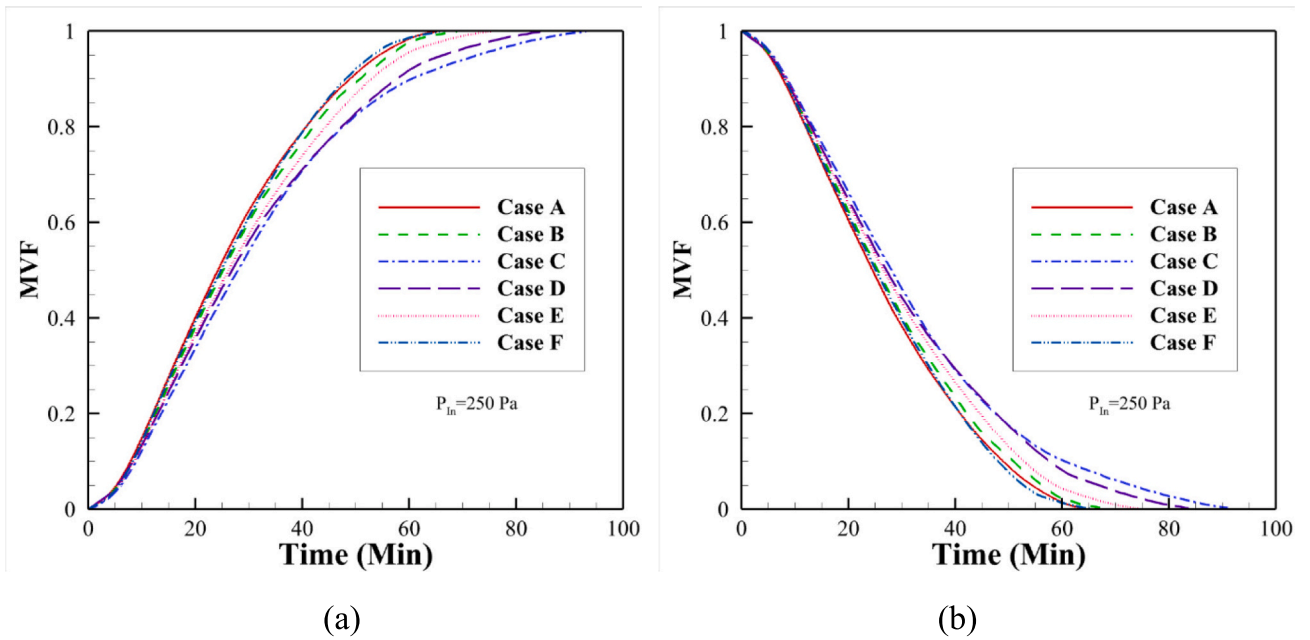 1
0.8
0.6
0.4
0.2
0
MVF
Case A
Case B
Case C
Case D
Case E
Case F
P_In=250 Pa
0 20 40 60 80 100
Time (Min)
(a)
1
0.8
0.6
0.4
0.2
0
MVF
Case A
Case B
Case C
Case D
Case E
Case F
P_In=250 Pa
0 20 40 60 80 100
Time (Min)
(b)